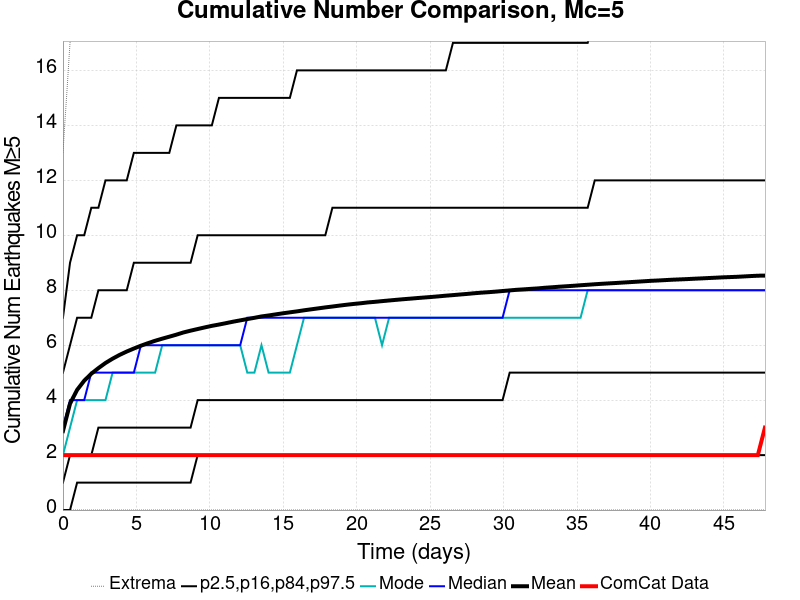 Cumulative Number Comparison, Mc=5
Cumulative Num Earthquakes M≥5
16
14
12
10
8
6
4
2
0
0 5 10 15 20 25 30 35 40 45
Time (days)
Extrema p2.5,p16,p84,p97.5 Mode Median Mean ComCat Data